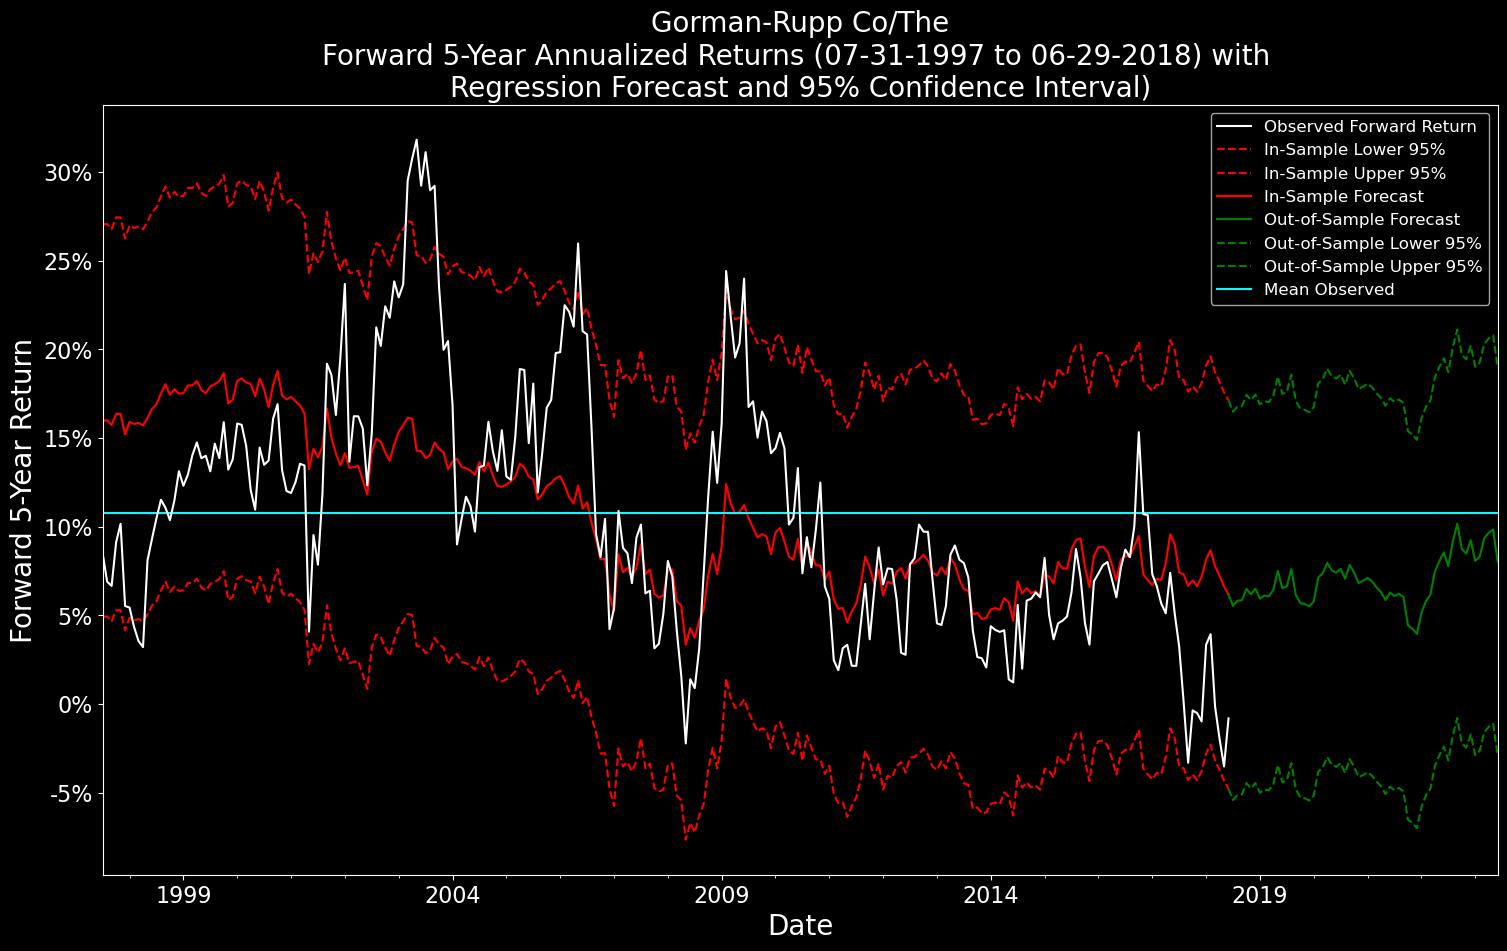 Gorman-Rupp Co/The
Forward 5-Year Annualized Returns (07-31-1997 to 06-29-2018) with
Regression Forecast and 95% Confidence Interval)
Observed Forward Return
In-Sample Lower 95%
In-Sample Upper 95%
In-Sample Forecast
Out-of-Sample Forecast
Out-of-Sample Lower 95%
Out-of-Sample Upper 95%
Mean Observed
Forward 5-Year Return
30%
25%
20%
15%
10%
5%
0%
-5%
1999
2004
2009
2014
2019
Date